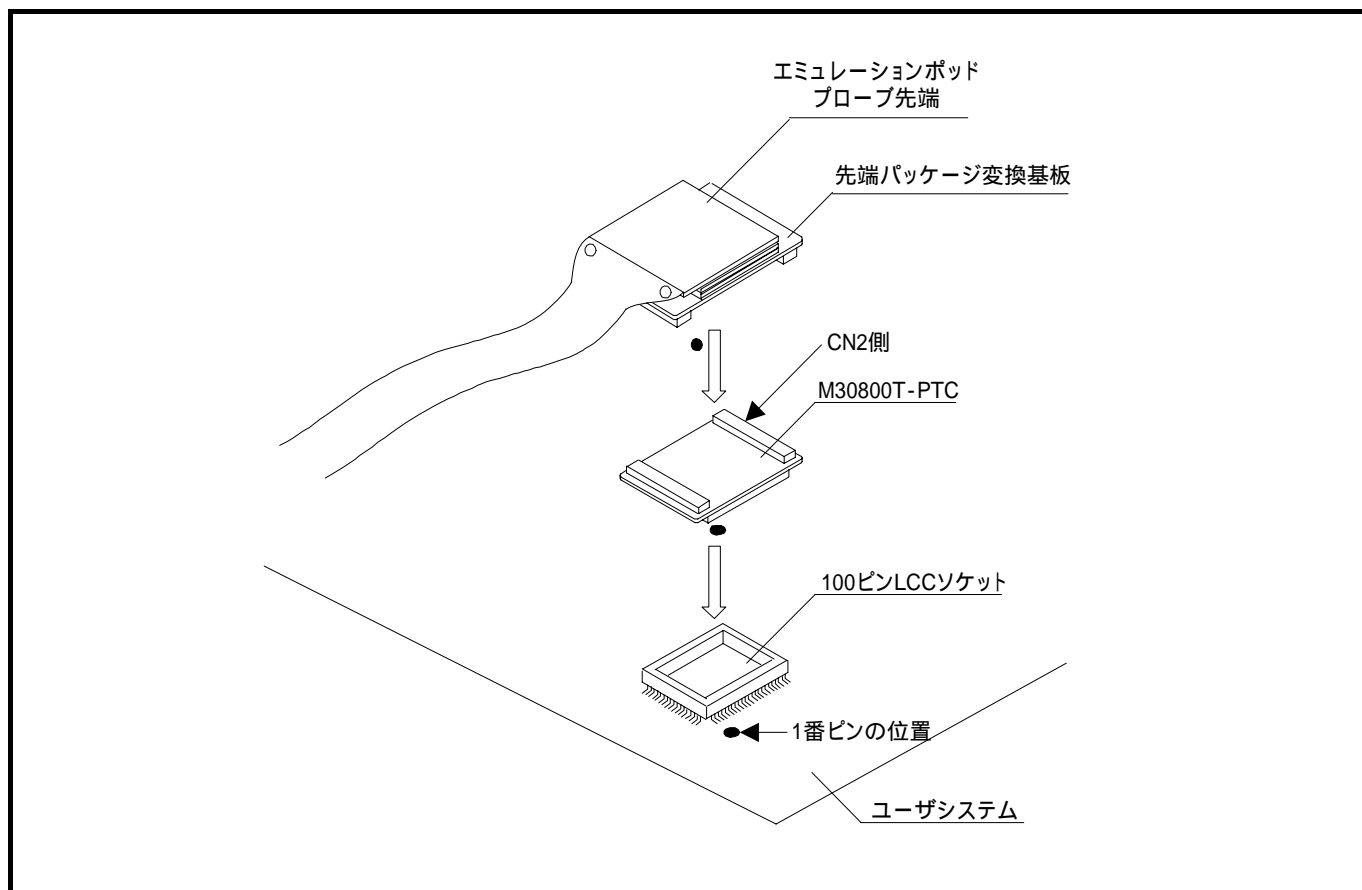 エミュレーションポッド
プローブ先端
先端パッケージ変換基板
CN2側
M30800T-PTC
100ピンLCCソケット
1番ピンの位置
ユーザシステム